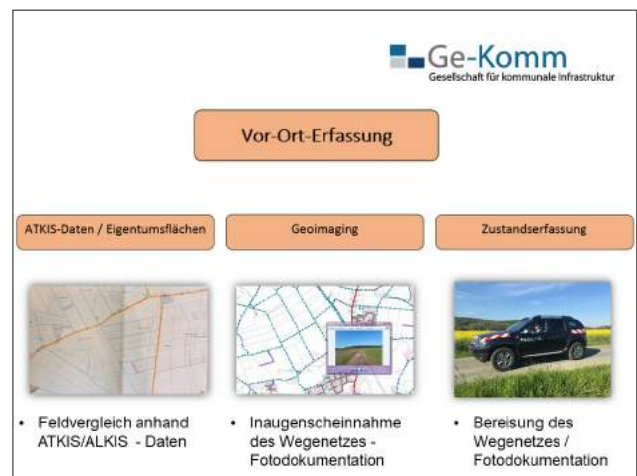 Ge-Komm
Gesellschaft für kommunale Infrastruktur
Vor-Ort-Erfassung
ATKIS-Daten / Eigentumsflächen
Geoimaging
Zustandserfassung
• Feldvergleich anhand
ATKIS/ALKIS - Daten
• Inaugenscheinnahme
des Wegenetzes -
Fotodokumentation
• Bereisung des
Wegenetzes /
Fotodokumentation